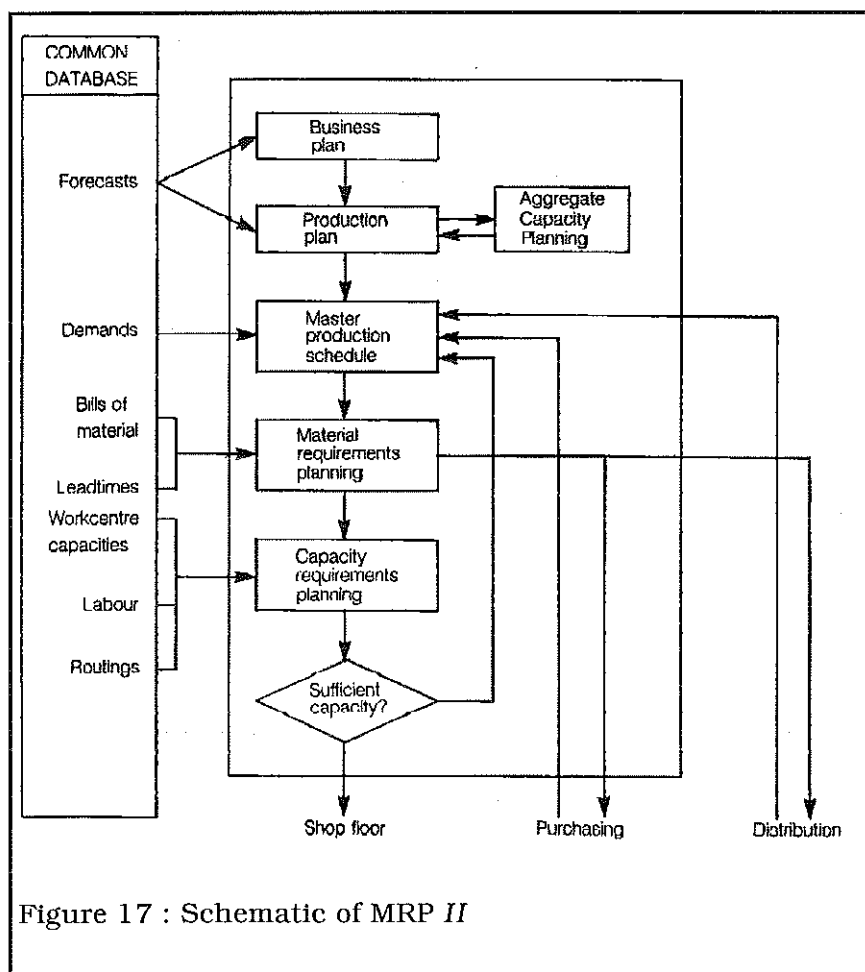 COMMON
DATABASE
Forecasts
Demands
Bills of
material
Leadtimes
Workcentre
capacities
Labour
Routings
Business
plan
Production
plan
Aggregate
Capacity
Planning
Master
production
schedule
Material
requirements
planning
Capacity
requirements
planning
Sufficient
capacity?
Shop floor
Purchasing
Distribution
Figure 17 : Schematic of MRP II